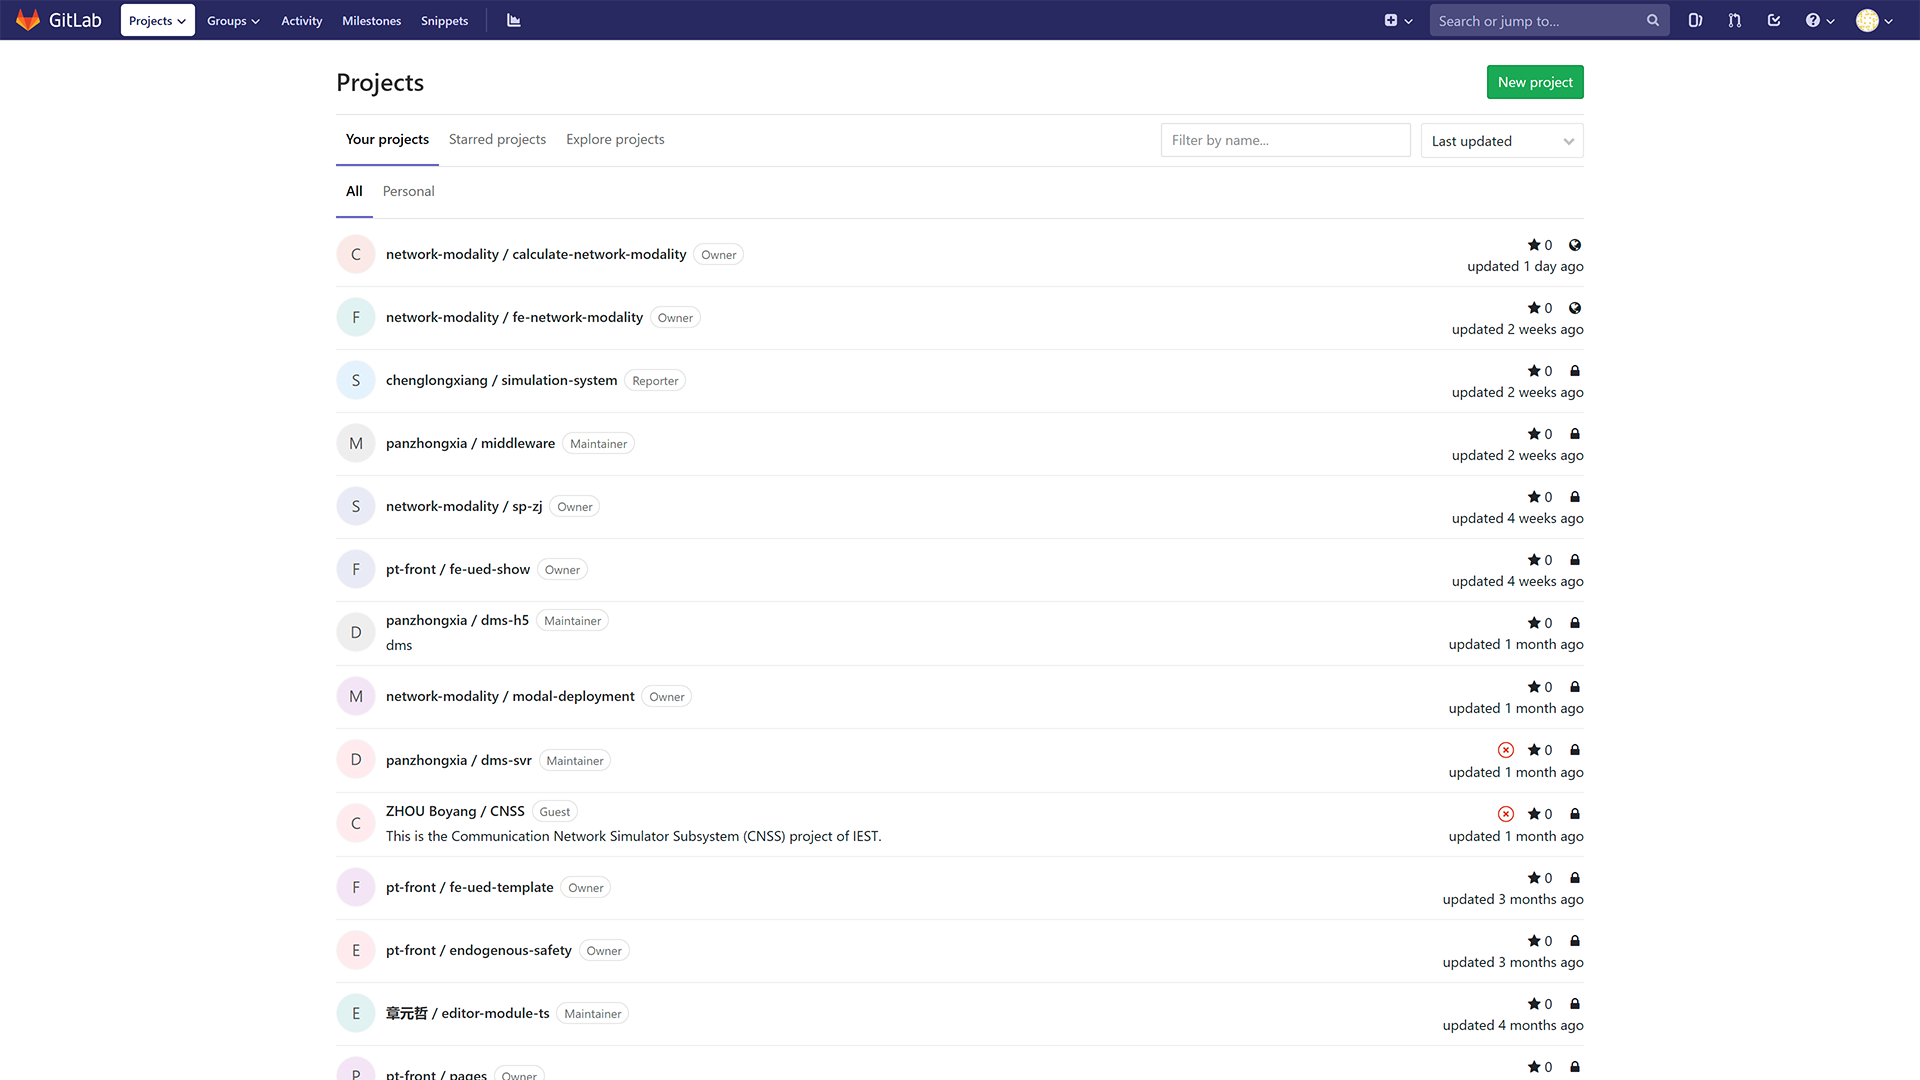 GitLab Projects Groups Activity Milestones Snippets Search or jump to...
Projects New project
Your projects Starred projects Explore projects Filter by name... Last updated
All Personal
C network-modality / calculate-network-modality Owner 0
updated 1 day ago
F network-modality / fe-network-modality Owner 0
updated 2 weeks ago
S chenglongxiang / simulation-system Reporter 0
updated 2 weeks ago
M panzhongxia / middleware Maintainer 0
updated 2 weeks ago
S network-modality / sp-zj Owner 0
updated 4 weeks ago
F pt-front / fe-ued-show Owner 0
updated 4 weeks ago
D panzhongxia / dms-h5 Maintainer 0
dms updated 1 month ago
M network-modality / modal-deployment Owner 0
updated 1 month ago
D panzhongxia / dms-svr Maintainer 0
updated 1 month ago
C ZHOU Boyang / CNSS Guest 0
This is the Communication Network Simulator Subsystem (CNSS) project of IEST. updated 1 month ago
F pt-front / fe-ued-template Owner 0
updated 3 months ago
E pt-front / endogenous-safety Owner 0
updated 3 months ago
E 章元哲 / editor-module-ts Maintainer 0
updated 4 months ago
P pt-front / pages Owner 0